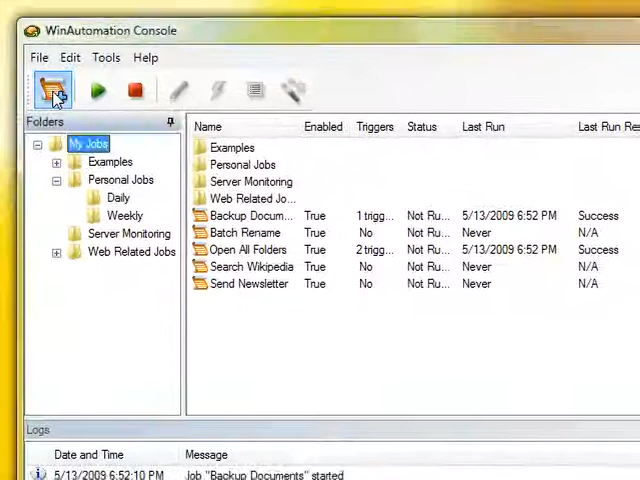 WinAutomation Console
File Edit Tools Help
Folders
My Jobs
Examples
Personal Jobs
Daily
Weekly
Server Monitoring
Web Related Jobs
Name Enabled Triggers Status Last Run Last Run Res
Examples
Personal Jobs
Server Monitoring
Web Related Jo...
Backup Docum... True 1 trigg... Not Ru... 5/13/2009 6:52 PM Success
Batch Rename True No Not Ru... Never N/A
Open All Folders True 2 trigg... Not Ru... 5/13/2009 6:52 PM Success
Search Wikipedia True No Not Ru... Never N/A
Send Newsletter True No Not Ru... Never N/A
Logs
Date and Time Message
5/13/2009 6:52:10 PM Job "Backup Documents" started